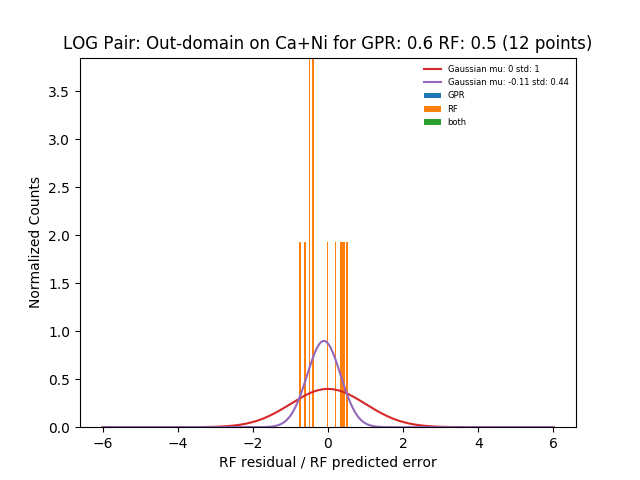 LOG Pair: Out-domain on Ca+Ni for GPR: 0.6 RF: 0.5 (12 points)
Gaussian mu: 0 std: 1
Gaussian mu: -0.11 std: 0.44
GPR
RF
both
Normalized Counts
3.5
3.0
2.5
2.0
1.5
1.0
0.5
0.0
−6 −4 −2 0 2 4 6
RF residual / RF predicted error